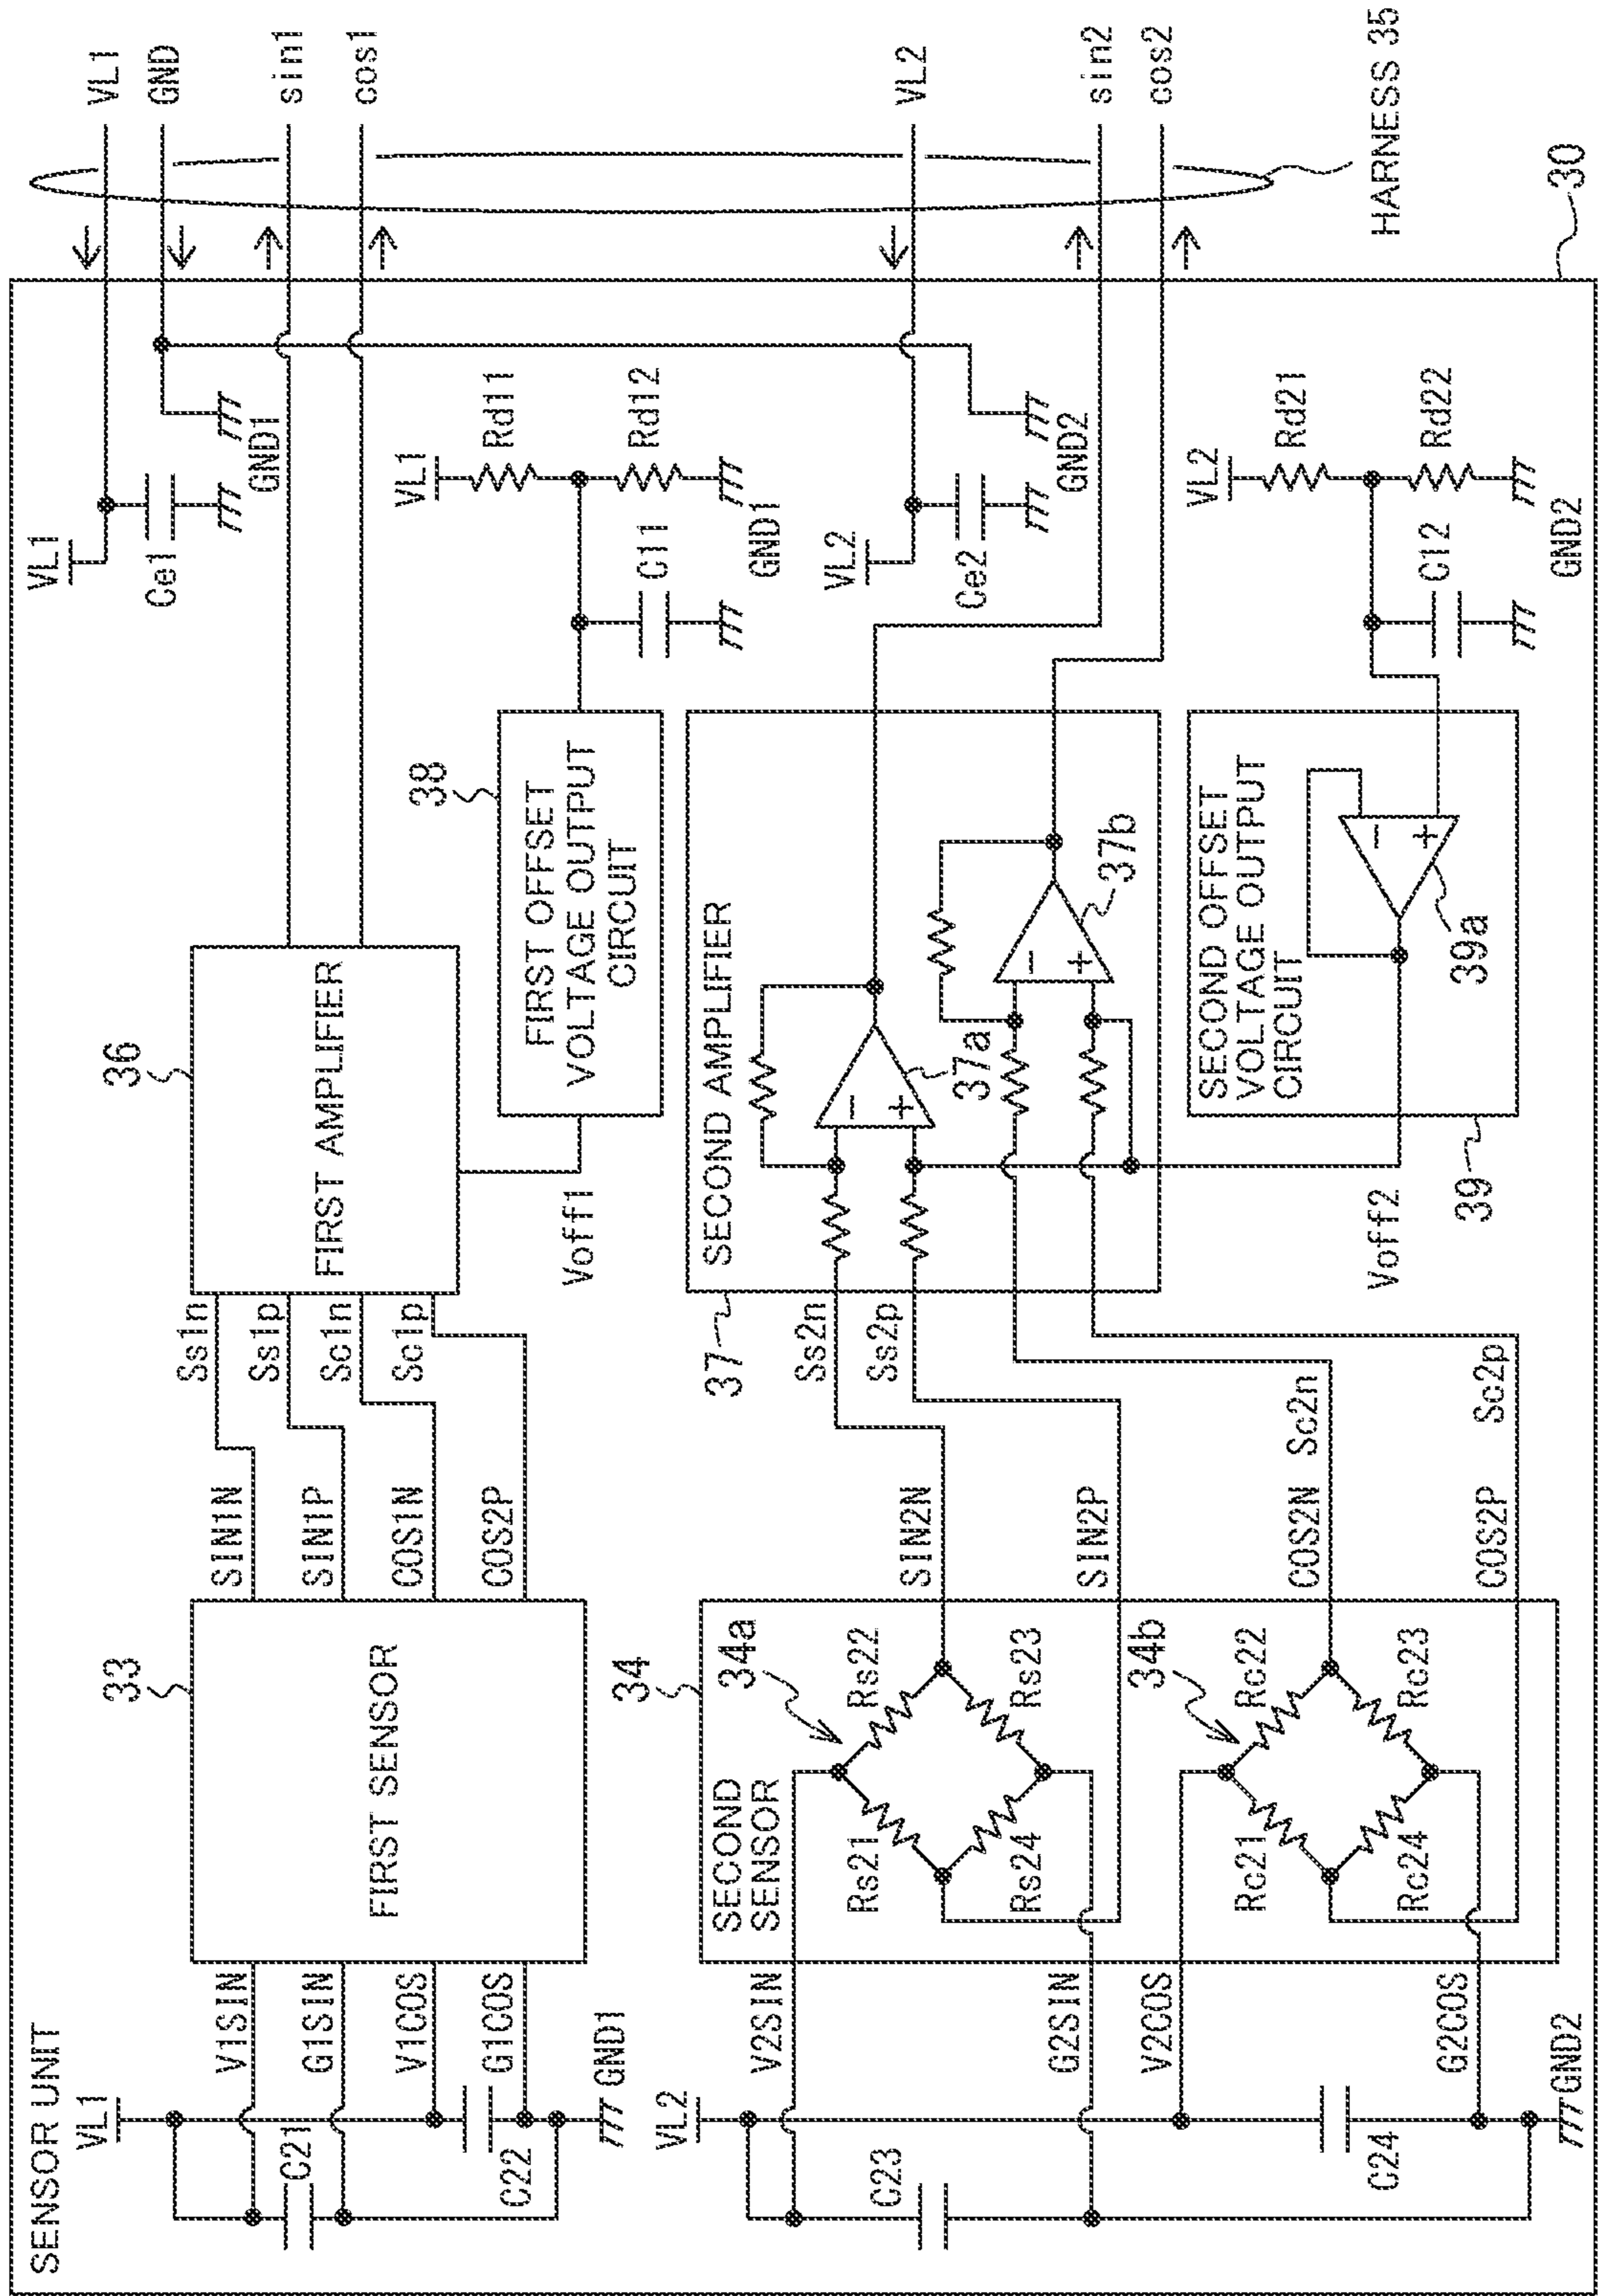 SENSOR UNIT
VL1
C21
C22
GND1
V1SIN
G1SIN
V1COS
G1COS
33
FIRST SENSOR
SIN1N
SIN1P
COS1N
COS2P
Ss1n
Ss1p
Sc1n
Sc1p
36
FIRST AMPLIFIER
Voff1
38
FIRST OFFSET
VOLTAGE OUTPUT
CIRCUIT
VL1
Ce1
GND1
VL1
Rd11
Rd12
C11
GND1
VL1
GND
sin1
cos1
VL2
C23
C24
GND2
V2SIN
G2SIN
V2COS
G2COS
34
SECOND
SENSOR
34a
Rs21
Rs22
Rs23
Rs24
34b
Rc21
Rc22
Rc23
Rc24
SIN2N
SIN2P
COS2N
COS2P
Ss2n
Ss2p
Sc2n
Sc2p
37
SECOND AMPLIFIER
−
+
37a
−
+
37b
Voff2
39
SECOND OFFSET
VOLTAGE OUTPUT
CIRCUIT
−
+
39a
VL2
Ce2
GND2
VL2
Rd21
Rd22
C12
GND2
VL2
sin2
cos2
HARNESS 35
30